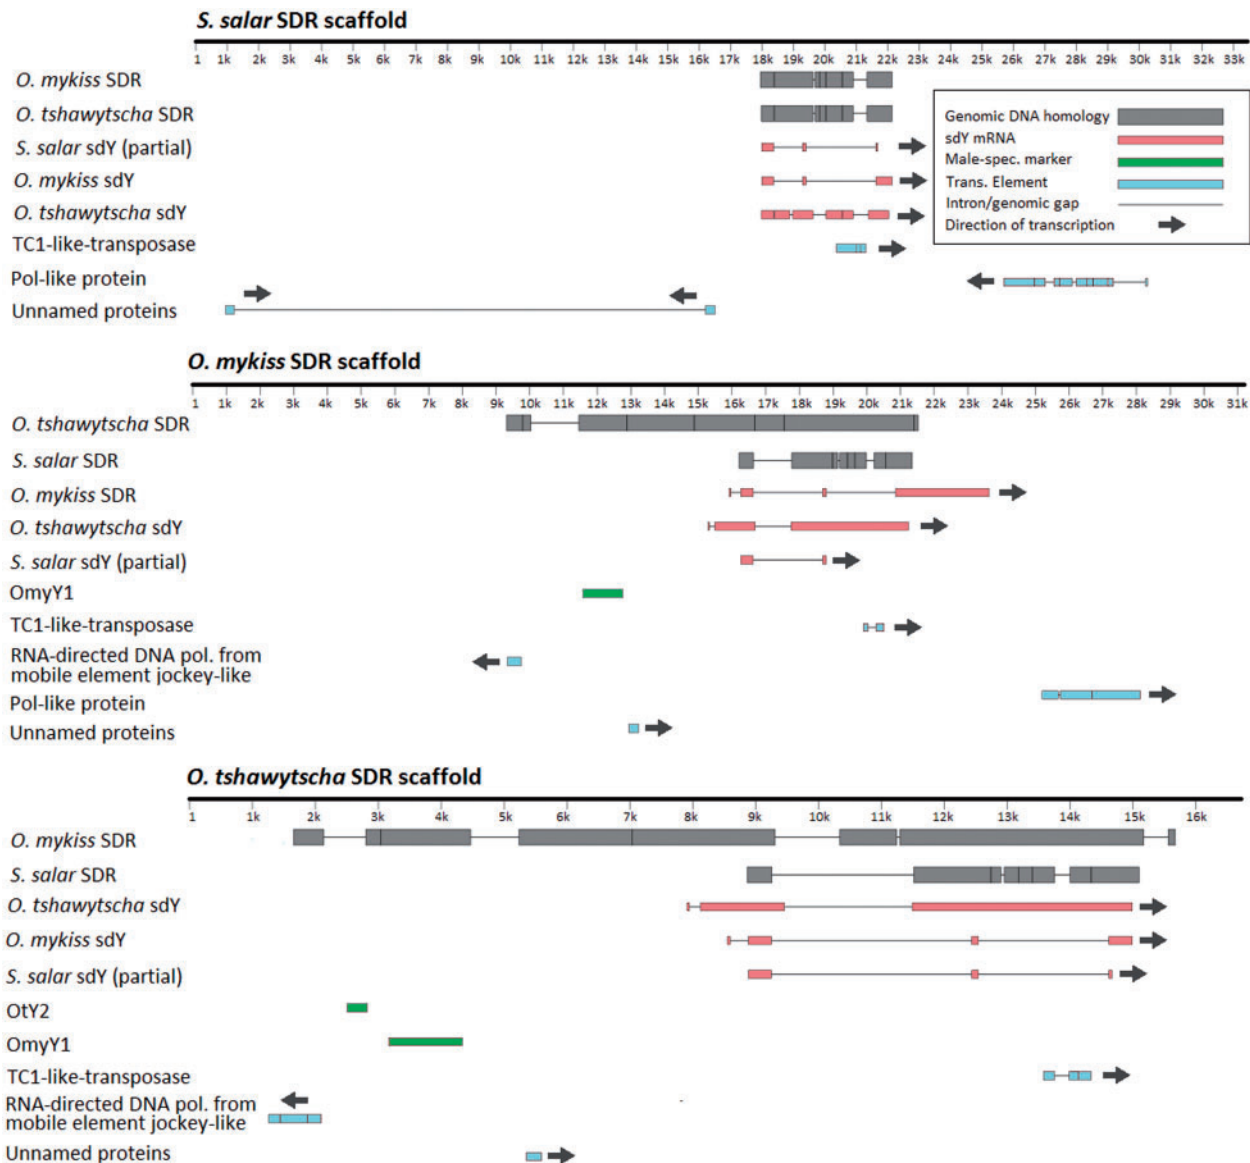 S. salar SDR scaffold
1 1k 2k 3k 4k 5k 6k 7k 8k 9k 10k 11k 12k 13k 14k 15k 16k 17k 18k 19k 20k 21k 22k 23k 24k 25k 26k 27k 28k 29k 30k 31k 32k 33k
O. mykiss SDR
O. tshawytscha SDR
S. salar sdY (partial)
O. mykiss sdY
O. tshawytscha sdY
TC1-like-transposase
Pol-like protein
Unnamed proteins
Genomic DNA homology
sdY mRNA
Male-spec. marker
Trans. Element
Intron/genomic gap
Direction of transcription
O. mykiss SDR scaffold
1 1k 2k 3k 4k 5k 6k 7k 8k 9k 10k 11k 12k 13k 14k 15k 16k 17k 18k 19k 20k 21k 22k 23k 24k 25k 26k 27k 28k 29k 30k 31k
O. tshawytscha SDR
S. salar SDR
O. mykiss SDR
O. tshawytscha sdY
S. salar sdY (partial)
OmyY1
TC1-like-transposase
RNA-directed DNA pol. from
mobile element jockey-like
Pol-like protein
Unnamed proteins
O. tshawytscha SDR scaffold
1 1k 2k 3k 4k 5k 6k 7k 8k 9k 10k 11k 12k 13k 14k 15k 16k
O. mykiss SDR
S. salar SDR
O. tshawytscha sdY
O. mykiss sdY
S. salar sdY (partial)
OtY2
OmyY1
TC1-like-transposase
RNA-directed DNA pol. from
mobile element jockey-like
Unnamed proteins